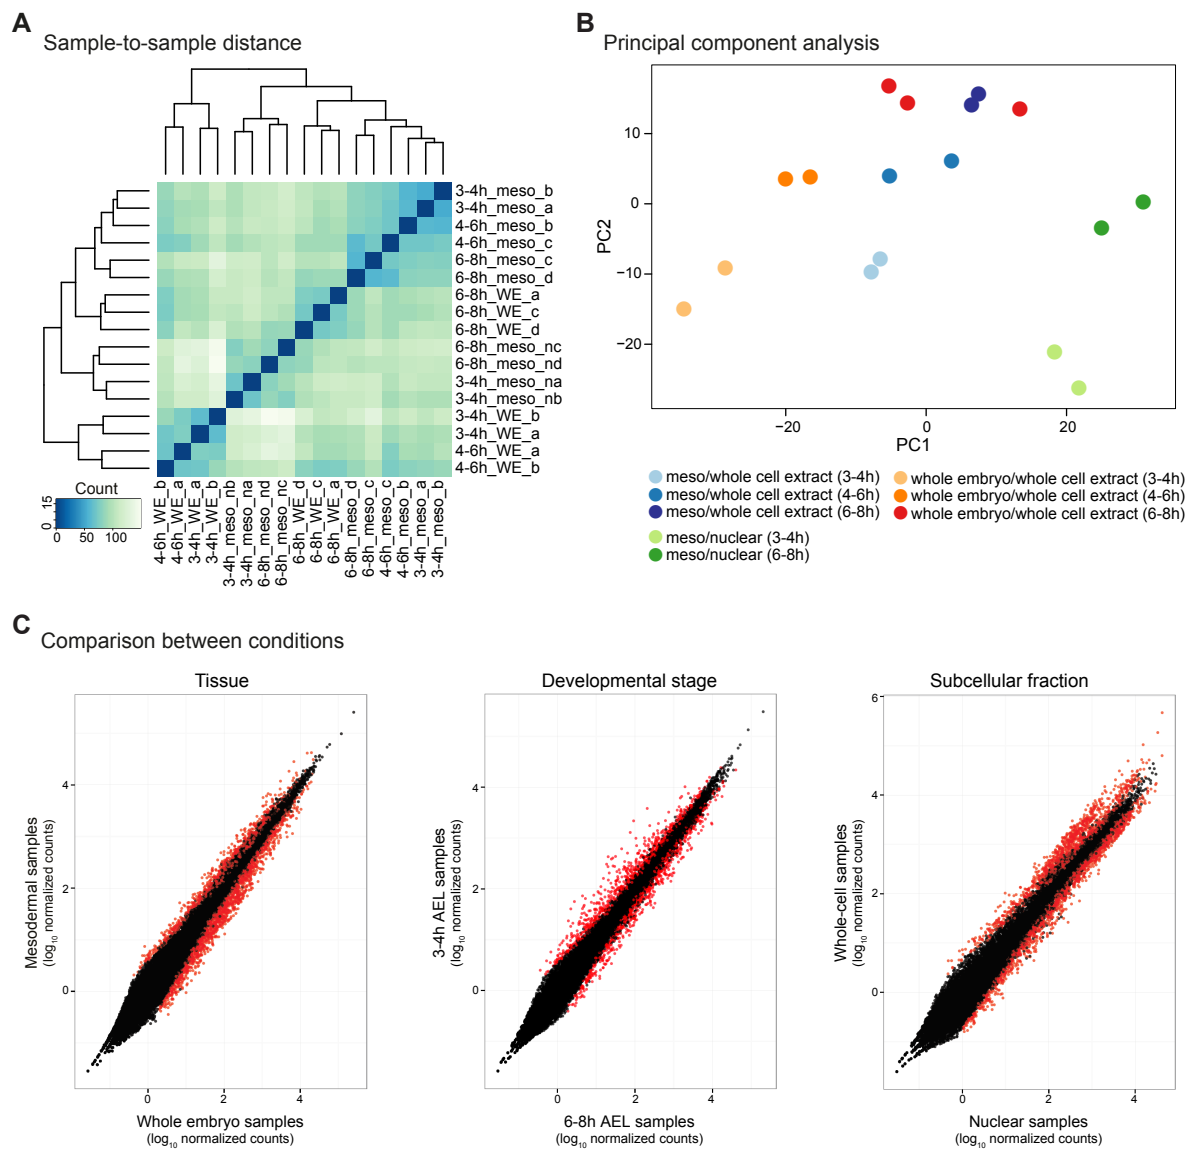 A
Sample-to-sample distance
3-4h_meso_b
3-4h_meso_a
4-6h_meso_b
4-6h_meso_c
6-8h_meso_c
6-8h_meso_d
6-8h_WE_a
6-8h_WE_c
6-8h_WE_d
6-8h_meso_nc
6-8h_meso_nd
3-4h_meso_na
3-4h_meso_nb
3-4h_WE_b
3-4h_WE_a
4-6h_WE_a
4-6h_WE_b
Count
0 15
0 50 100
4-6h_WE_b
4-6h_WE_a
3-4h_WE_a
3-4h_WE_b
3-4h_meso_nb
3-4h_meso_na
6-8h_meso_nd
6-8h_meso_nc
6-8h_WE_d
6-8h_WE_c
6-8h_WE_a
6-8h_meso_d
6-8h_meso_c
4-6h_meso_c
4-6h_meso_b
3-4h_meso_a
3-4h_meso_b
B
Principal component analysis
PC2
10
0
−10
−20
−20 0 20
PC1
meso/whole cell extract (3-4h)
meso/whole cell extract (4-6h)
meso/whole cell extract (6-8h)
meso/nuclear (3-4h)
meso/nuclear (6-8h)
whole embryo/whole cell extract (3-4h)
whole embryo/whole cell extract (4-6h)
whole embryo/whole cell extract (6-8h)
C
Comparison between conditions
Tissue
Mesodermal samples
(log10 normalized counts)
4
2
0
0 2 4
Whole embryo samples
(log10 normalized counts)
Developmental stage
3-4h AEL samples
(log10 normalized counts)
4
2
0
0 2 4
6-8h AEL samples
(log10 normalized counts)
Subcellular fraction
Whole-cell samples
(log10 normalized counts)
6
4
2
0
0 2 4
Nuclear samples
(log10 normalized counts)